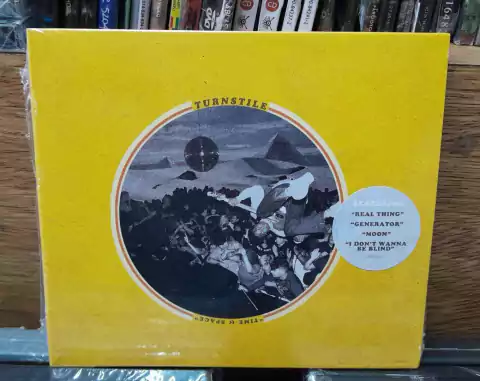 TURNSTILE
"REAL THING"
"GENERATOR"
"MOON"
"I DON'T WANNA
BE BLIND"
"TIME & SPACE"